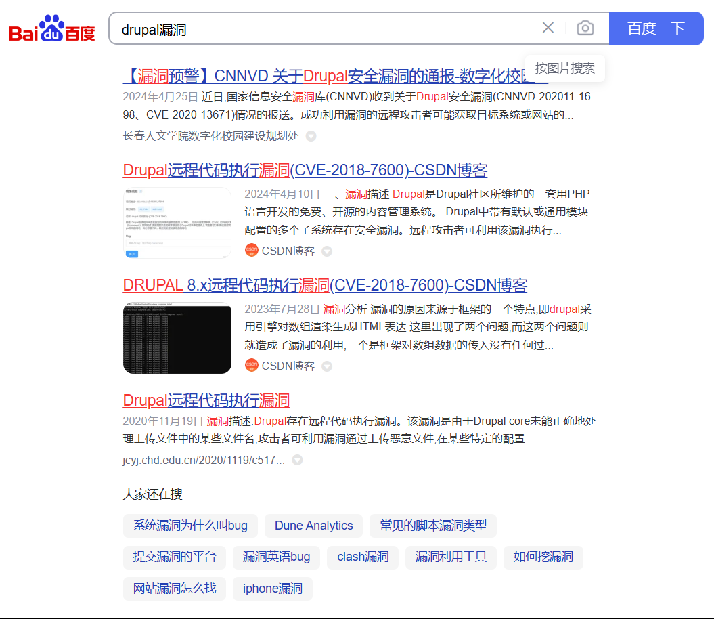 Bai du 百度
drupal漏洞
百度一下
按图片搜索
【漏洞预警】CNNVD 关于Drupal安全漏洞的通报-数字化校园
2024年4月25日 近日,国家信息安全漏洞库(CNNVD)收到关于Drupal安全漏洞(CNNVD-202011-16
98、CVE-2020-13671)情况的报送。成功利用漏洞的远程攻击者可能获取目标系统或网站的...
长春人文学院数字化校园建设规划处
Drupal远程代码执行漏洞(CVE-2018-7600)-CSDN博客
2024年4月10日 一、漏洞描述 Drupal是Drupal社区所维护的一套用PHP
语言开发的免费、开源的内容管理系统。 Drupal中带有默认或通用模块
配置的多个子系统存在安全漏洞。远程攻击者可利用该漏洞执行...
CSDN博客
DRUPAL 8.x远程代码执行漏洞(CVE-2018-7600)-CSDN博客
2023年7月28日 漏洞分析 漏洞的原因来源于框架的一个特点,即drupal采
用引擎对数组渲染生成HTML表达 这里出现了两个问题,而这两个问题则
就造成了漏洞的利用,一个是框架对数组数据的传入没有任何过...
CSDN博客
Drupal远程代码执行漏洞
2020年11月19日 漏洞描述:Drupal存在远程代码执行漏洞。该漏洞是由于Drupal core未能正确地处
理上传文件中的某些文件名,攻击者可利用漏洞通过上传恶意文件,在某些特定的配置
jcyj.chd.edu.cn/2020/1119/c517...
大家还在搜
系统漏洞为什么叫bug
Dune Analytics
常见的脚本漏洞类型
提交漏洞的平台
漏洞英语bug
clash漏洞
漏洞利用工具
如何挖漏洞
网站漏洞怎么找
iphone漏洞